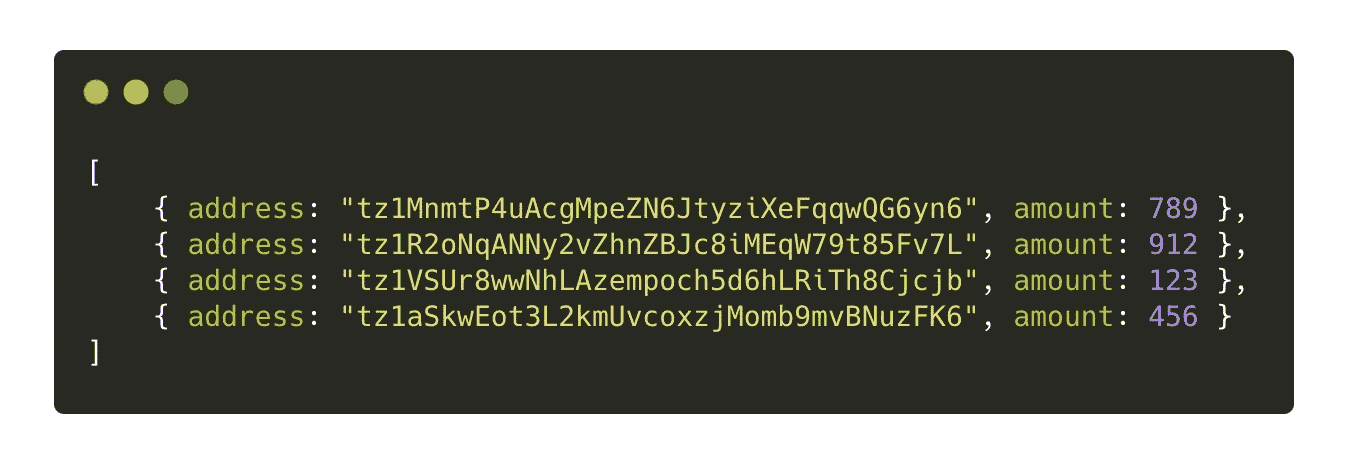 [
{ address: "tz1MnmtP4uAcgMpeZN6JtyziXeFqqwQG6yn6", amount: 789 },
{ address: "tz1R2oNqANNy2vZhnZBJc8iMEqW79t85Fv7L", amount: 912 },
{ address: "tz1VSUr8wwNhLAzempoch5d6hLRiTh8Cjcjb", amount: 123 },
{ address: "tz1aSkwEot3L2kmUvcoxzjMomb9mvBNuzFK6", amount: 456 }
]